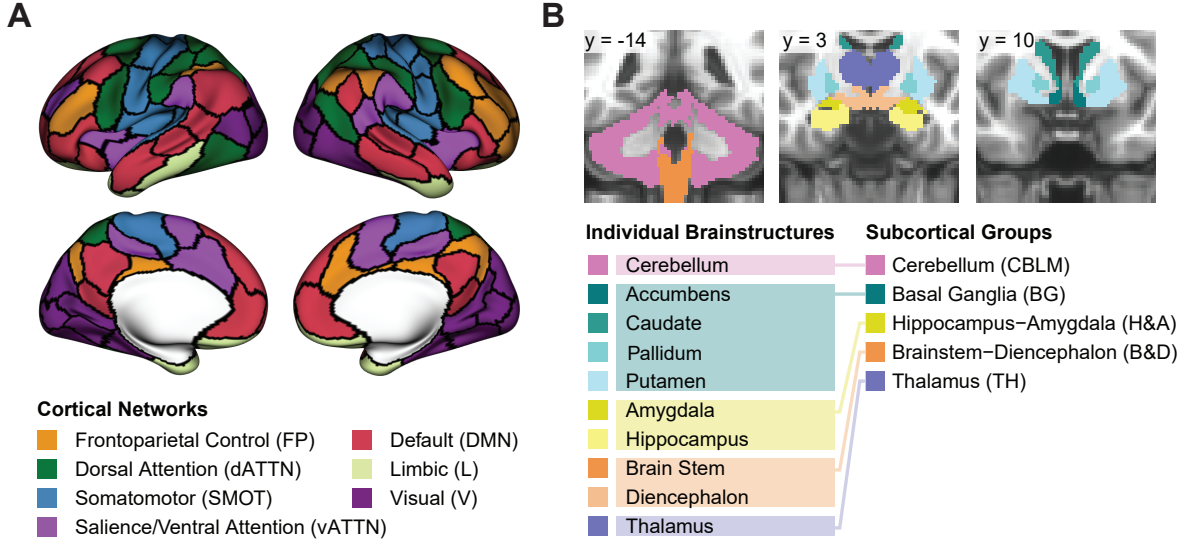 A
B
y = -14
y = 3
y = 10
Individual Brainstructures
Subcortical Groups
Cerebellum
Cerebellum (CBLM)
Accumbens
Basal Ganglia (BG)
Caudate
Hippocampus−Amygdala (H&A)
Pallidum
Brainstem−Diencephalon (B&D)
Putamen
Thalamus (TH)
Amygdala
Hippocampus
Brain Stem
Diencephalon
Thalamus
Cortical Networks
Frontoparietal Control (FP)
Default (DMN)
Dorsal Attention (dATTN)
Limbic (L)
Somatomotor (SMOT)
Visual (V)
Salience/Ventral Attention (vATTN)